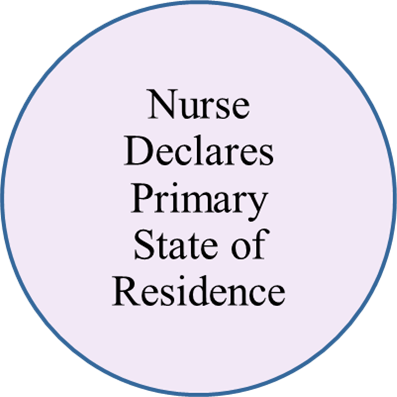 Nurse
Declares
Primary
State of
Residence